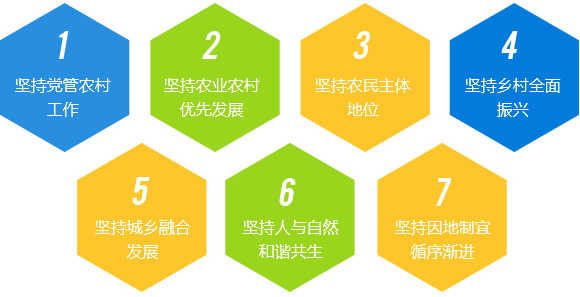 1
坚持党管农村
工作
2
坚持农业农村
优先发展
3
坚持农民主体
地位
4
坚持乡村全面
振兴
5
坚持城乡融合
发展
6
坚持人与自然
和谐共生
7
坚持因地制宜
循序渐进